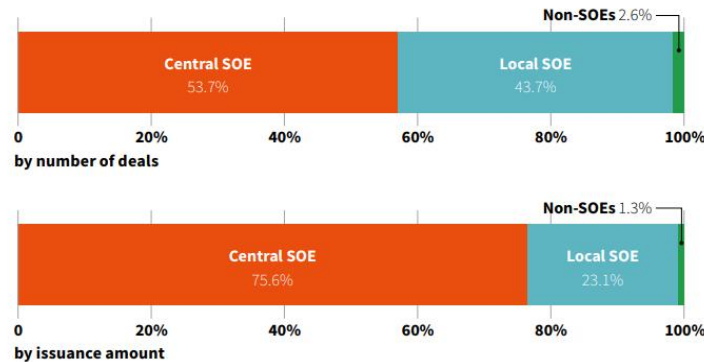 Non-SOEs 2.6%
Central SOE
53.7%
Local SOE
43.7%
0 20% 40% 60% 80% 100%
by number of deals
Non-SOEs 1.3%
Central SOE
75.6%
Local SOE
23.1%
0 20% 40% 60% 80% 100%
by issuance amount